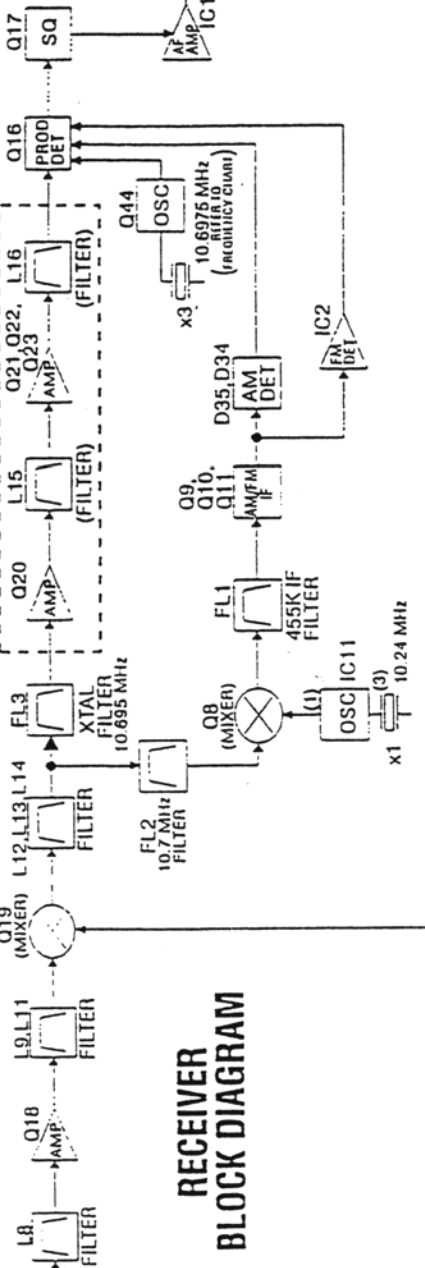 RECEIVER
BLOCK DIAGRAM
L8
FILTER
Q18
AMP
L9,L11
FILTER
Q19
(MIXER)
L12,L13,L14
FILTER
FL3
XTAL
FILTER
10.695 MHz
Q20
AMP
L15
(FILTER)
Q21, Q22,
Q23
AMP
L16
(FILTER)
Q16
PROD
DET
Q17
SQ
AF
AMP
IC1
FL2
10.7 MHz
FILTER
Q8
(MIXER)
(1)
OSC
IC11
(3)
x1
10.24 MHz
FL1
455K IF
FILTER
Q9,
Q10,
Q11
AM/FM
IF
D35,D34
AM
DET
FM
DET
IC2
Q44
OSC
x3
10.6975 MHz
REFER TO
(FREQUENCY CHART)